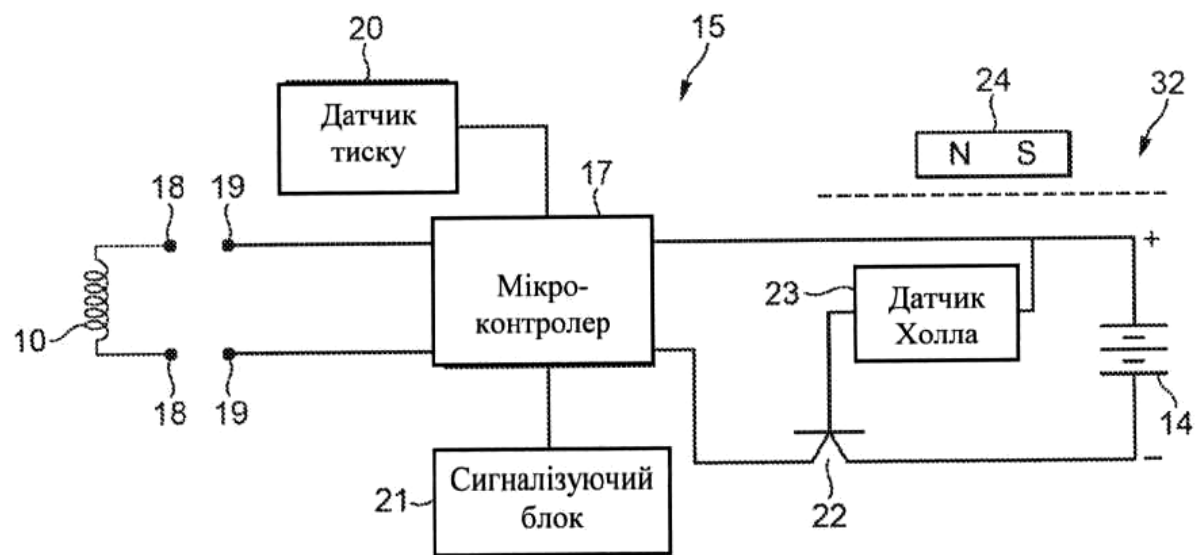 20
15
24
32
Датчик
тиску
N S
17
18
19
+
23
Датчик
Холла
Мікро-
контролер
10
18
19
14
−
22
21
Сигналізуючий
блок